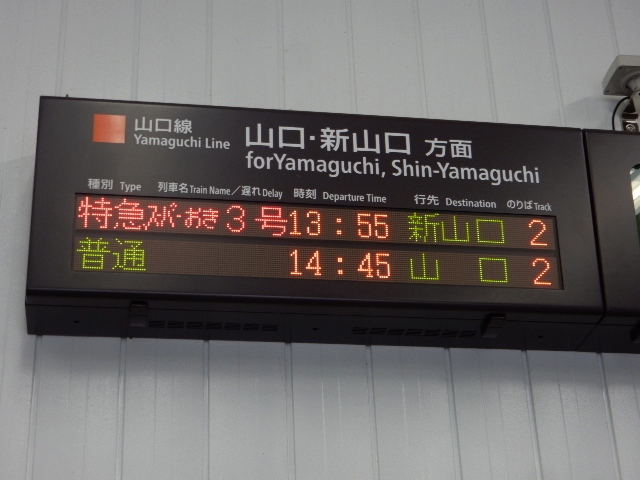 山口線 山口・新山口 方面
Yamaguchi Line forYamaguchi, Shin-Yamaguchi
種別 Type 列車名 Train Name／遅れ Delay 時刻 Departure Time 行先 Destination のりば Track
特急 スーパーおき 3号 13:55 新山口 2
普通 14:45 山口 2